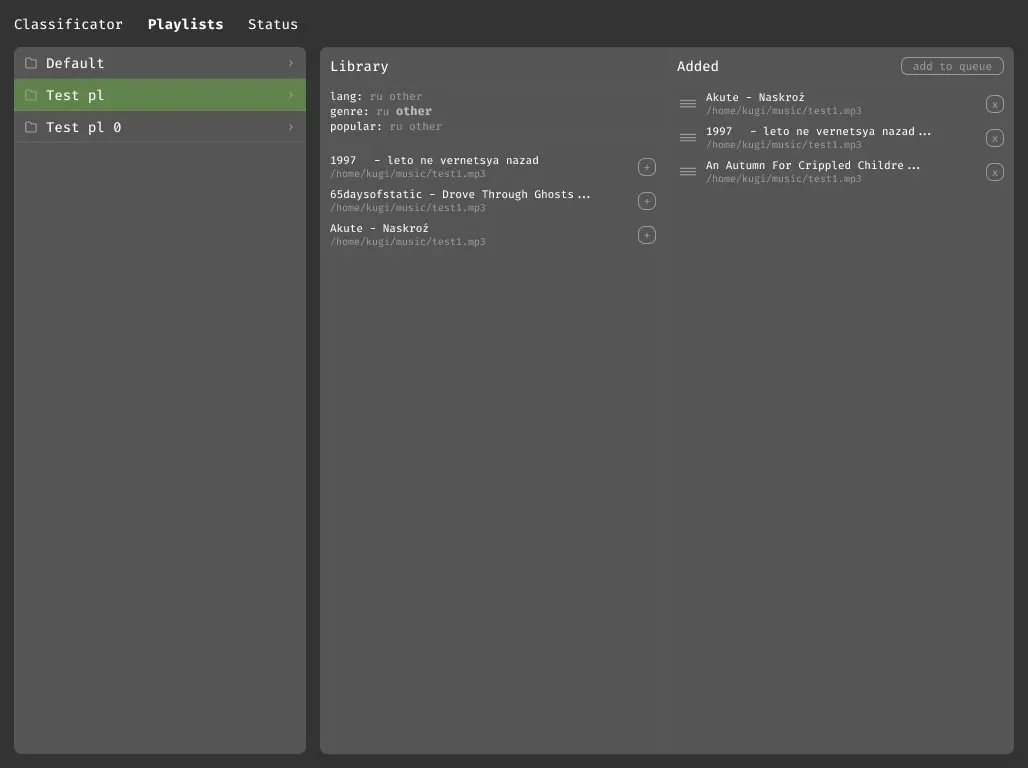 Classificator Playlists Status
Default
Test pl
Test pl 0
Library
lang: ru other
genre: ru other
popular: ru other
1997 - leto ne vernetsya nazad
/home/kugi/music/test1.mp3
65daysofstatic - Drove Through Ghosts...
/home/kugi/music/test1.mp3
Akute - Naskroź
/home/kugi/music/test1.mp3
Added
add to queue
Akute - Naskroź
/home/kugi/music/test1.mp3
x
1997 - leto ne vernetsya nazad...
/home/kugi/music/test1.mp3
x
An Autumn For Crippled Childre...
/home/kugi/music/test1.mp3
x